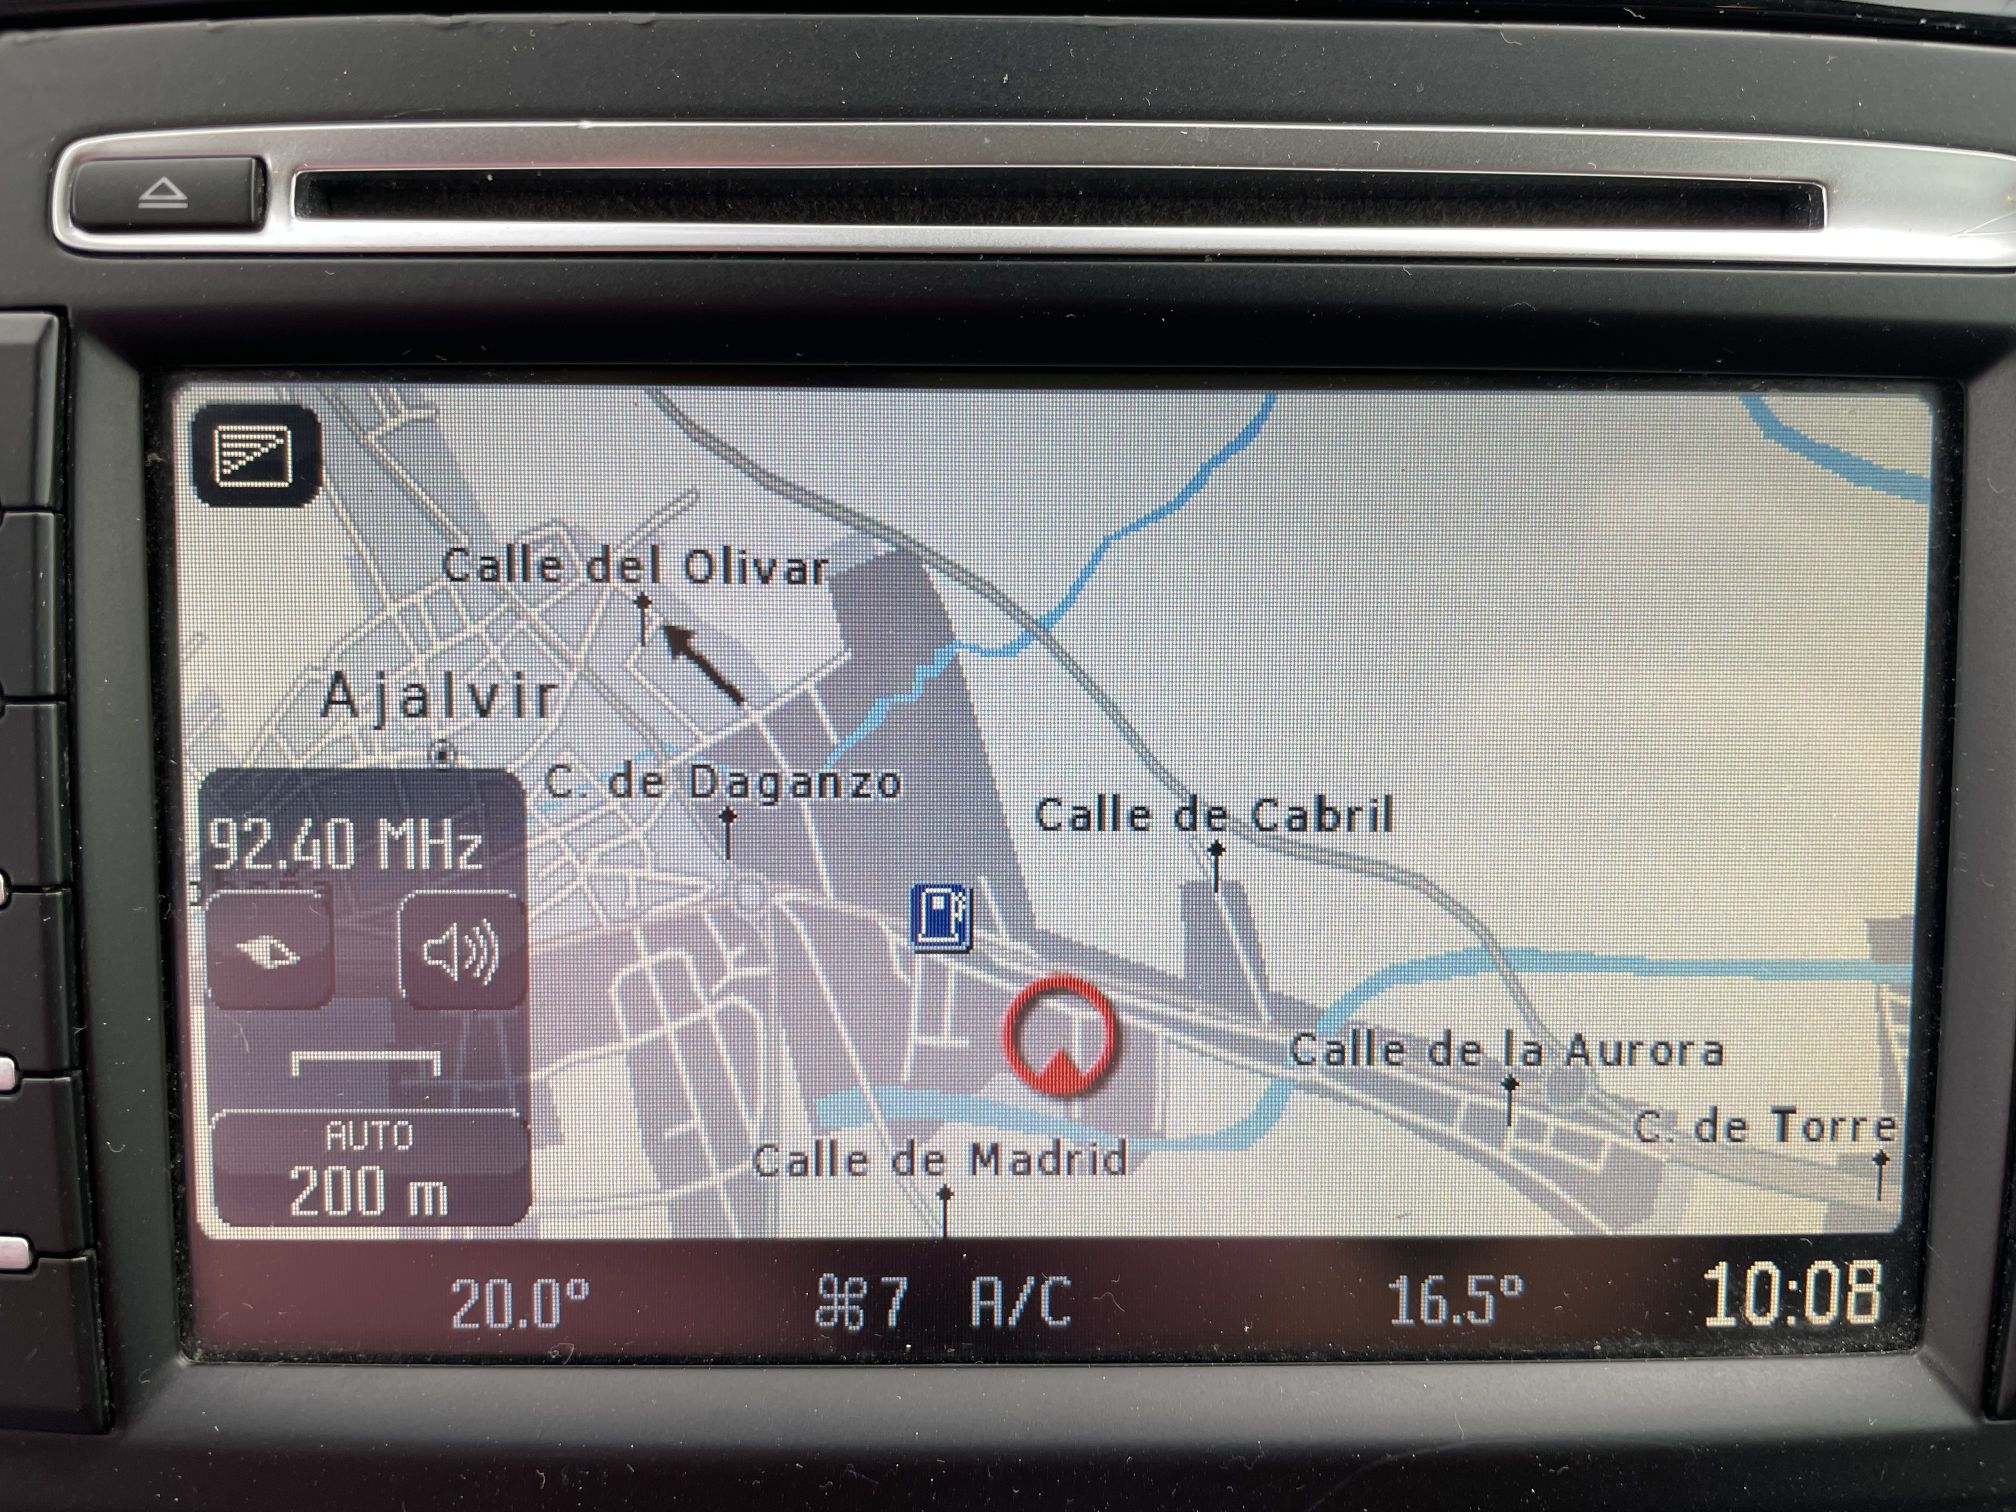 Calle del Olivar
Ajalvir
C. de Daganzo
Calle de Cabril
92.40 MHz
Calle de la Aurora
C. de Torre
AUTO
200 m
Calle de Madrid
20.0°
7
A/C
16.5°
10:08